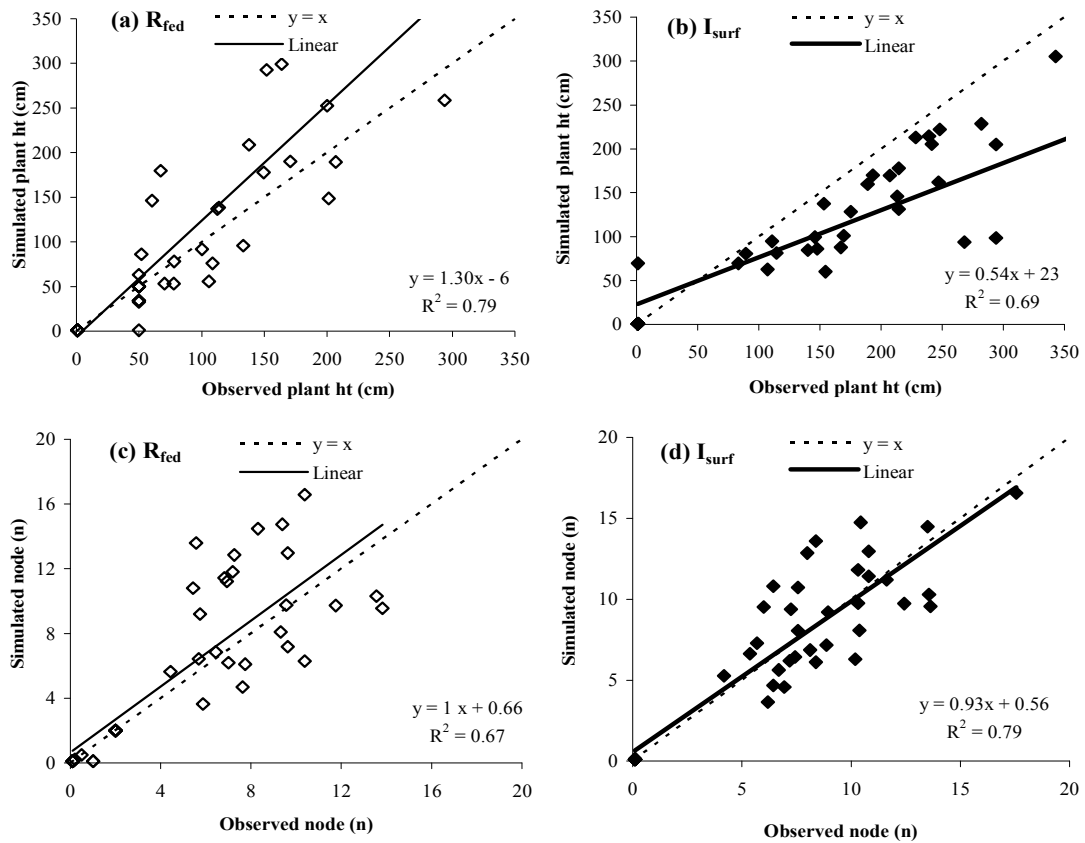 (a) R_fed
y = x
Linear
Simulated plant ht (cm)
350
300
250
200
150
100
50
0
y = 1.30x - 6
R² = 0.79
0 50 100 150 200 250 300 350
Observed plant ht (cm)
(b) I_surf
y = x
Linear
Simulated plant ht (cm)
350
300
250
200
150
100
50
0
y = 0.54x + 23
R² = 0.69
0 50 100 150 200 250 300 350
Observed plant ht (cm)
(c) R_fed
y = x
Linear
Simulated node (n)
20
16
12
8
4
0
y = 1 x + 0.66
R² = 0.67
0 4 8 12 16 20
Observed node (n)
(d) I_surf
y = x
Linear
Simulated node (n)
20
15
10
5
0
y = 0.93x + 0.56
R² = 0.79
0 5 10 15 20
Observed node (n)